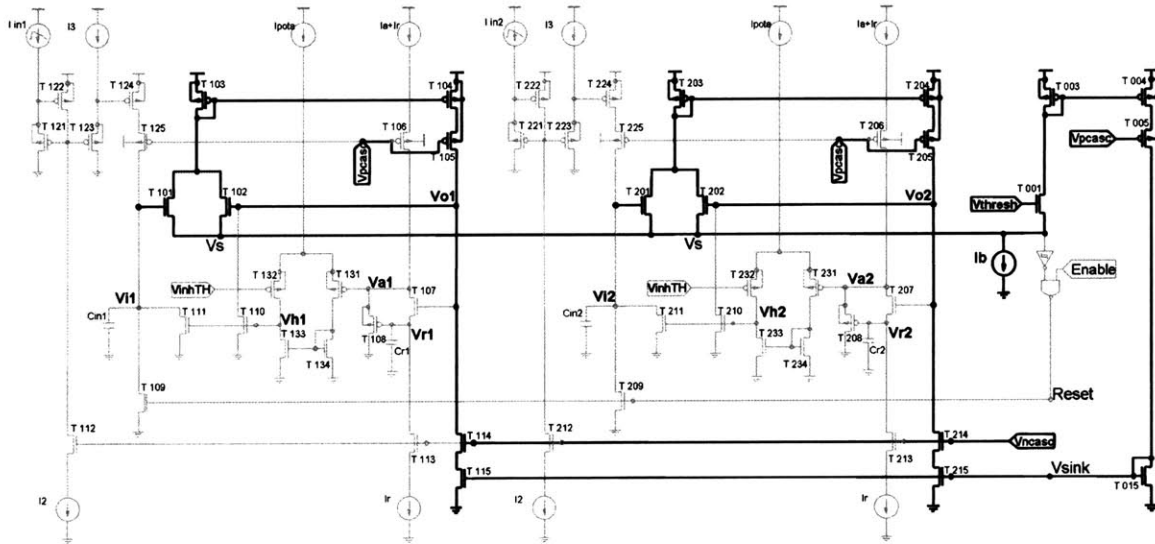 I in1
I3
Ipota
Ia+Ir
I in2
I3
Ipota
Ia+Ir
T 122
T 124
T 103
T 104
T 222
T 224
T 203
T 204
T 003
T 004
T 121
T 123
T 125
T 106
T 105
T 221
T 223
T 225
T 206
T 205
T 005
Vpcasc
Vpcasc
Vpcasc
T 101
T 102
Vo1
T 201
T 202
Vo2
T 001
Vthresh
Vs
Vs
Ib
Enable
VinhTH
T 132
T 131
Va1
T 107
VinhTH
T 232
T 231
Va2
T 207
Vi1
Cin1
T 111
T 110
Vh1
T 133
T 134
T 108
Vr1
Cr1
Vi2
Cin2
T 211
T 210
Vh2
T 233
T 234
T 208
Vr2
Cr2
T 109
T 209
Reset
T 112
T 114
T 113
T 212
T 214
T 213
Vncasc
T 115
T 215
Vsink
T 015
I2
Ir
I2
Ir